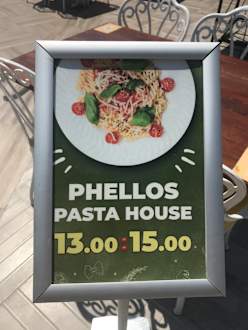 PHELLOS
PASTA HOUSE
13.00 : 15.00